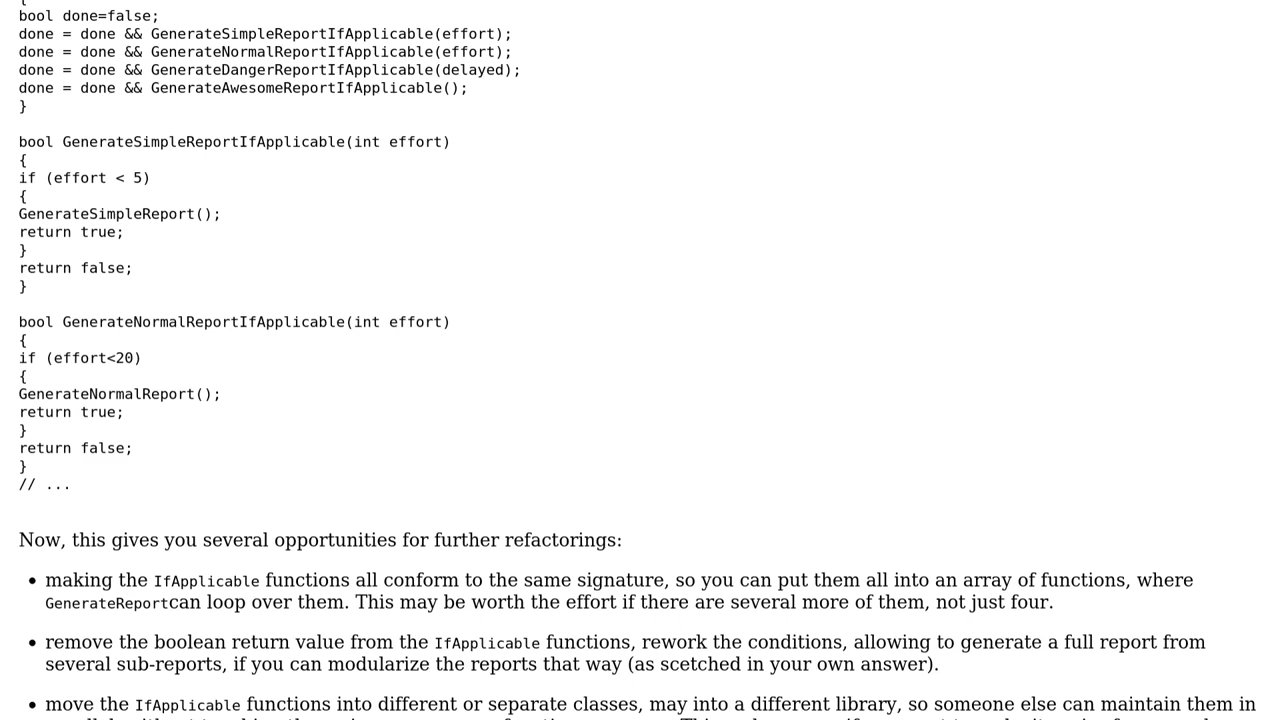 {
bool done=false;
done = done && GenerateSimpleReportIfApplicable(effort);
done = done && GenerateNormalReportIfApplicable(effort);
done = done && GenerateDangerReportIfApplicable(delayed);
done = done && GenerateAwesomeReportIfApplicable();
}
bool GenerateSimpleReportIfApplicable(int effort)
{
if (effort < 5)
{
GenerateSimpleReport();
return true;
}
return false;
}
bool GenerateNormalReportIfApplicable(int effort)
{
if (effort<20)
{
GenerateNormalReport();
return true;
}
return false;
}
// ...
Now, this gives you several opportunities for further refactorings:
• making the IfApplicable functions all conform to the same signature, so you can put them all into an array of functions, where
GenerateReportcan loop over them. This may be worth the effort if there are several more of them, not just four.
• remove the boolean return value from the IfApplicable functions, rework the conditions, allowing to generate a full report from
several sub-reports, if you can modularize the reports that way (as scetched in your own answer).
• move the IfApplicable functions into different or separate classes, may into a different library, so someone else can maintain them in